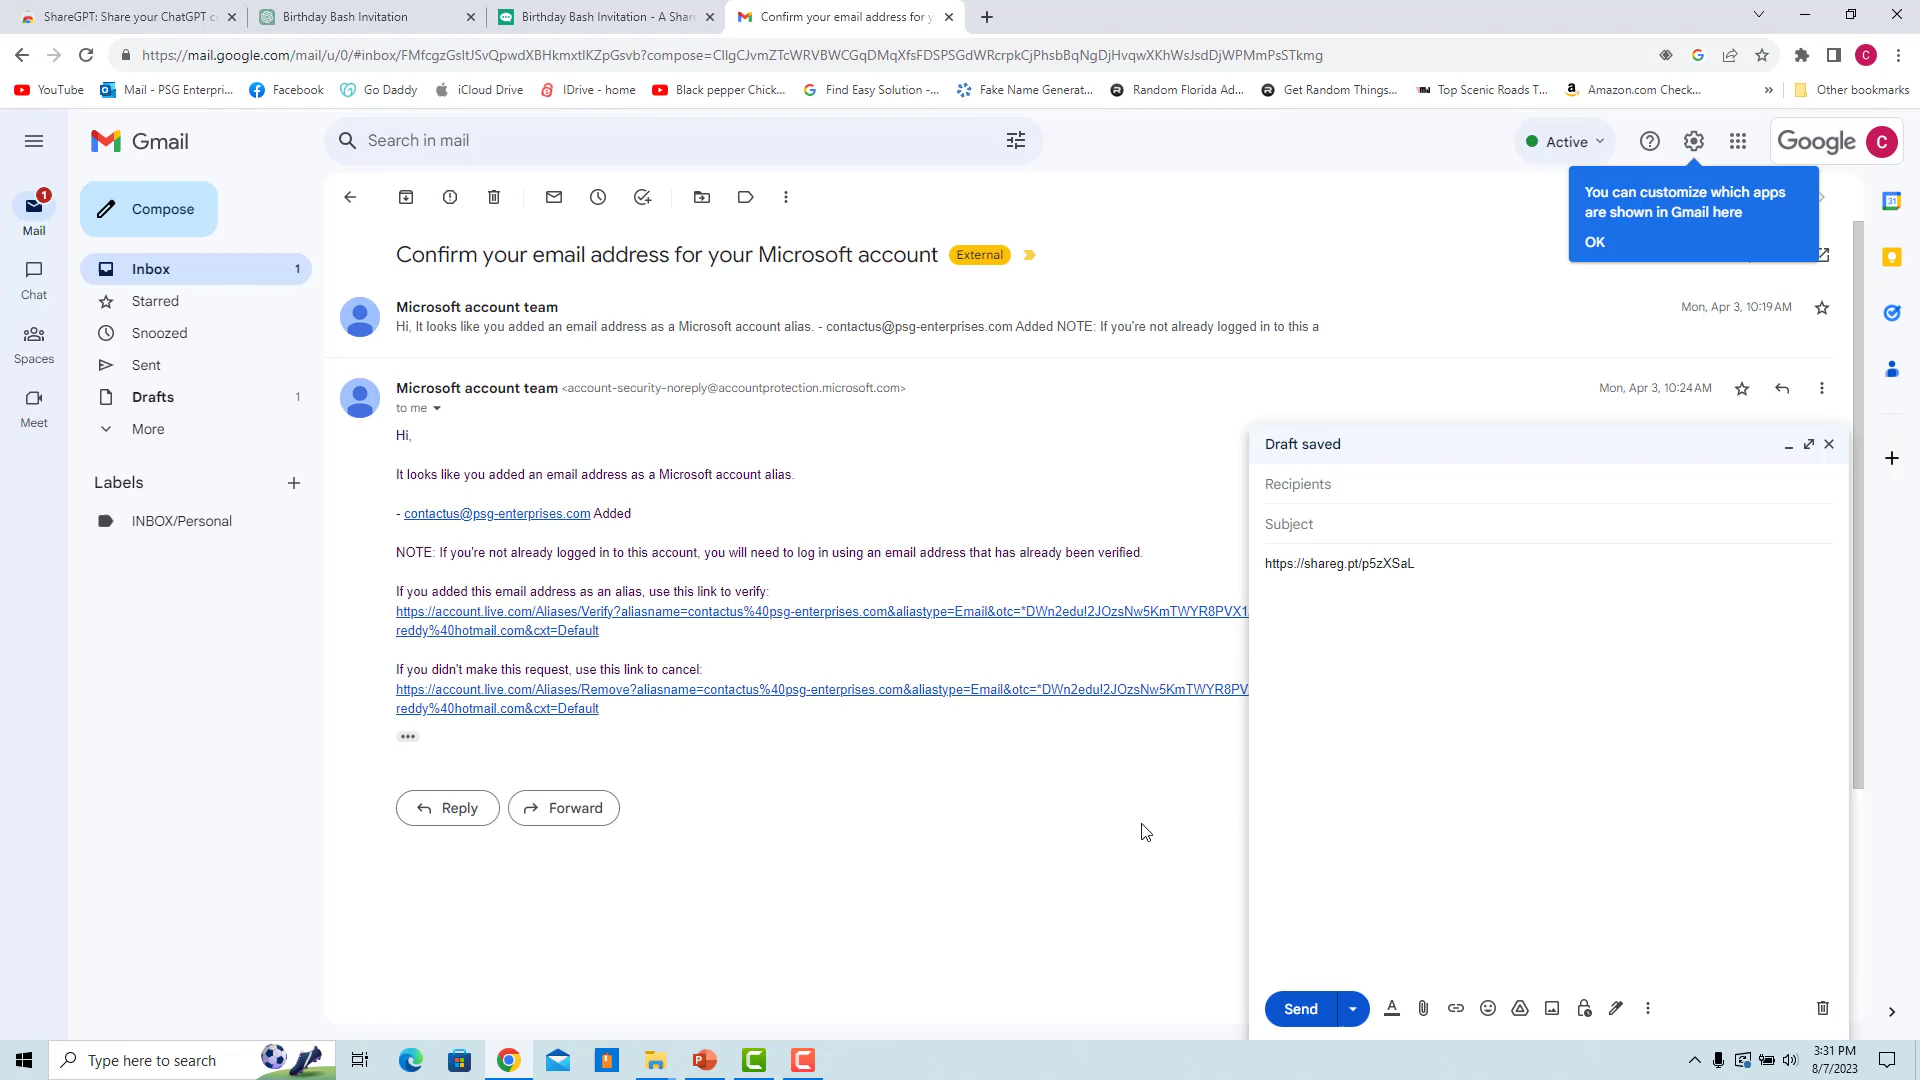 ShareGPT: Share your ChatGPT c
Birthday Bash Invitation
Birthday Bash Invitation - A Shar
Confirm your email address for y
https://mail.google.com/mail/u/0/#inbox/FMfcgzGsltJSvQpwdXBHkmxtlKZpGsvb?compose=CllgCJvmZTcWRVBWCGqDMqXfsFDSPSGdWRcrpkCjPhsbBqNgDjHvqwXKhWsJsdDjWPMmPsSTkmg
C
YouTube
Mail - PSG Enterpri...
Facebook
Go Daddy
iCloud Drive
IDrive - home
Black pepper Chick...
Find Easy Solution -...
Fake Name Generat...
Random Florida Ad...
Get Random Things...
Top Scenic Roads T...
Amazon.com Check...
»
Other bookmarks
Gmail
Search in mail
Active
Google
C
You can customize which apps
are shown in Gmail here
OK
1
Mail
Chat
Spaces
Meet
Compose
Inbox 1
Starred
Snoozed
Sent
Drafts 1
More
Labels
INBOX/Personal
Confirm your email address for your Microsoft account External
Microsoft account team
Mon, Apr 3, 10:19 AM
Hi, It looks like you added an email address as a Microsoft account alias. - contactus@psg-enterprises.com Added NOTE: If you're not already logged in to this a
Microsoft account team <account-security-noreply@accountprotection.microsoft.com>
Mon, Apr 3, 10:24 AM
to me
Hi,
It looks like you added an email address as a Microsoft account alias.
- contactus@psg-enterprises.com Added
NOTE: If you're not already logged in to this account, you will need to log in using an email address that has already been verified.
If you added this email address as an alias, use this link to verify:
https://account.live.com/Aliases/Verify?aliasname=contactus%40psg-enterprises.com&aliastype=Email&otc=*DWn2edu!2JOzsNw5KmTWYR8PVX1
reddy%40hotmail.com&cxt=Default
If you didn't make this request, use this link to cancel:
https://account.live.com/Aliases/Remove?aliasname=contactus%40psg-enterprises.com&aliastype=Email&otc=*DWn2edu!2JOzsNw5KmTWYR8PV
reddy%40hotmail.com&cxt=Default
Reply
Forward
Draft saved
Recipients
Subject
https://shareg.pt/p5zXSaL
Send
31
Type here to search
3:31 PM
8/7/2023